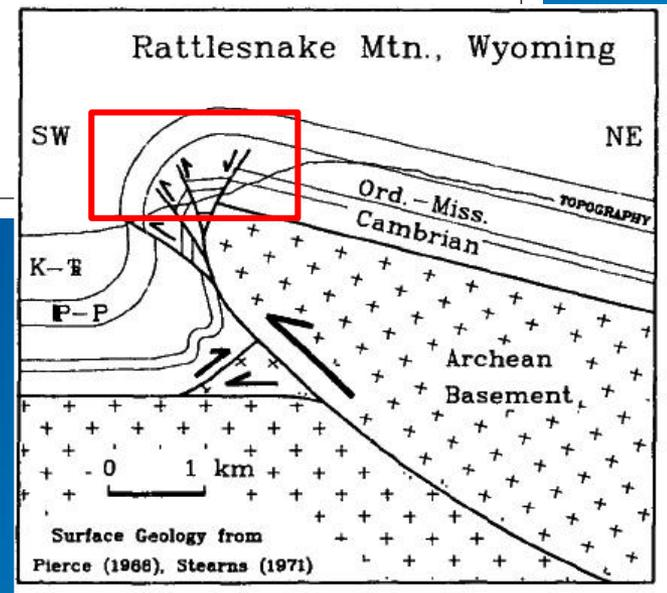 Rattlesnake Mtn., Wyoming
SW
NE
Ord.-Miss.
TOPOGRAPHY
Cambrian
K-Ŧ
P-P
Archean
Basement
0 1 km
Surface Geology from
Pierce (1966), Stearns (1971)